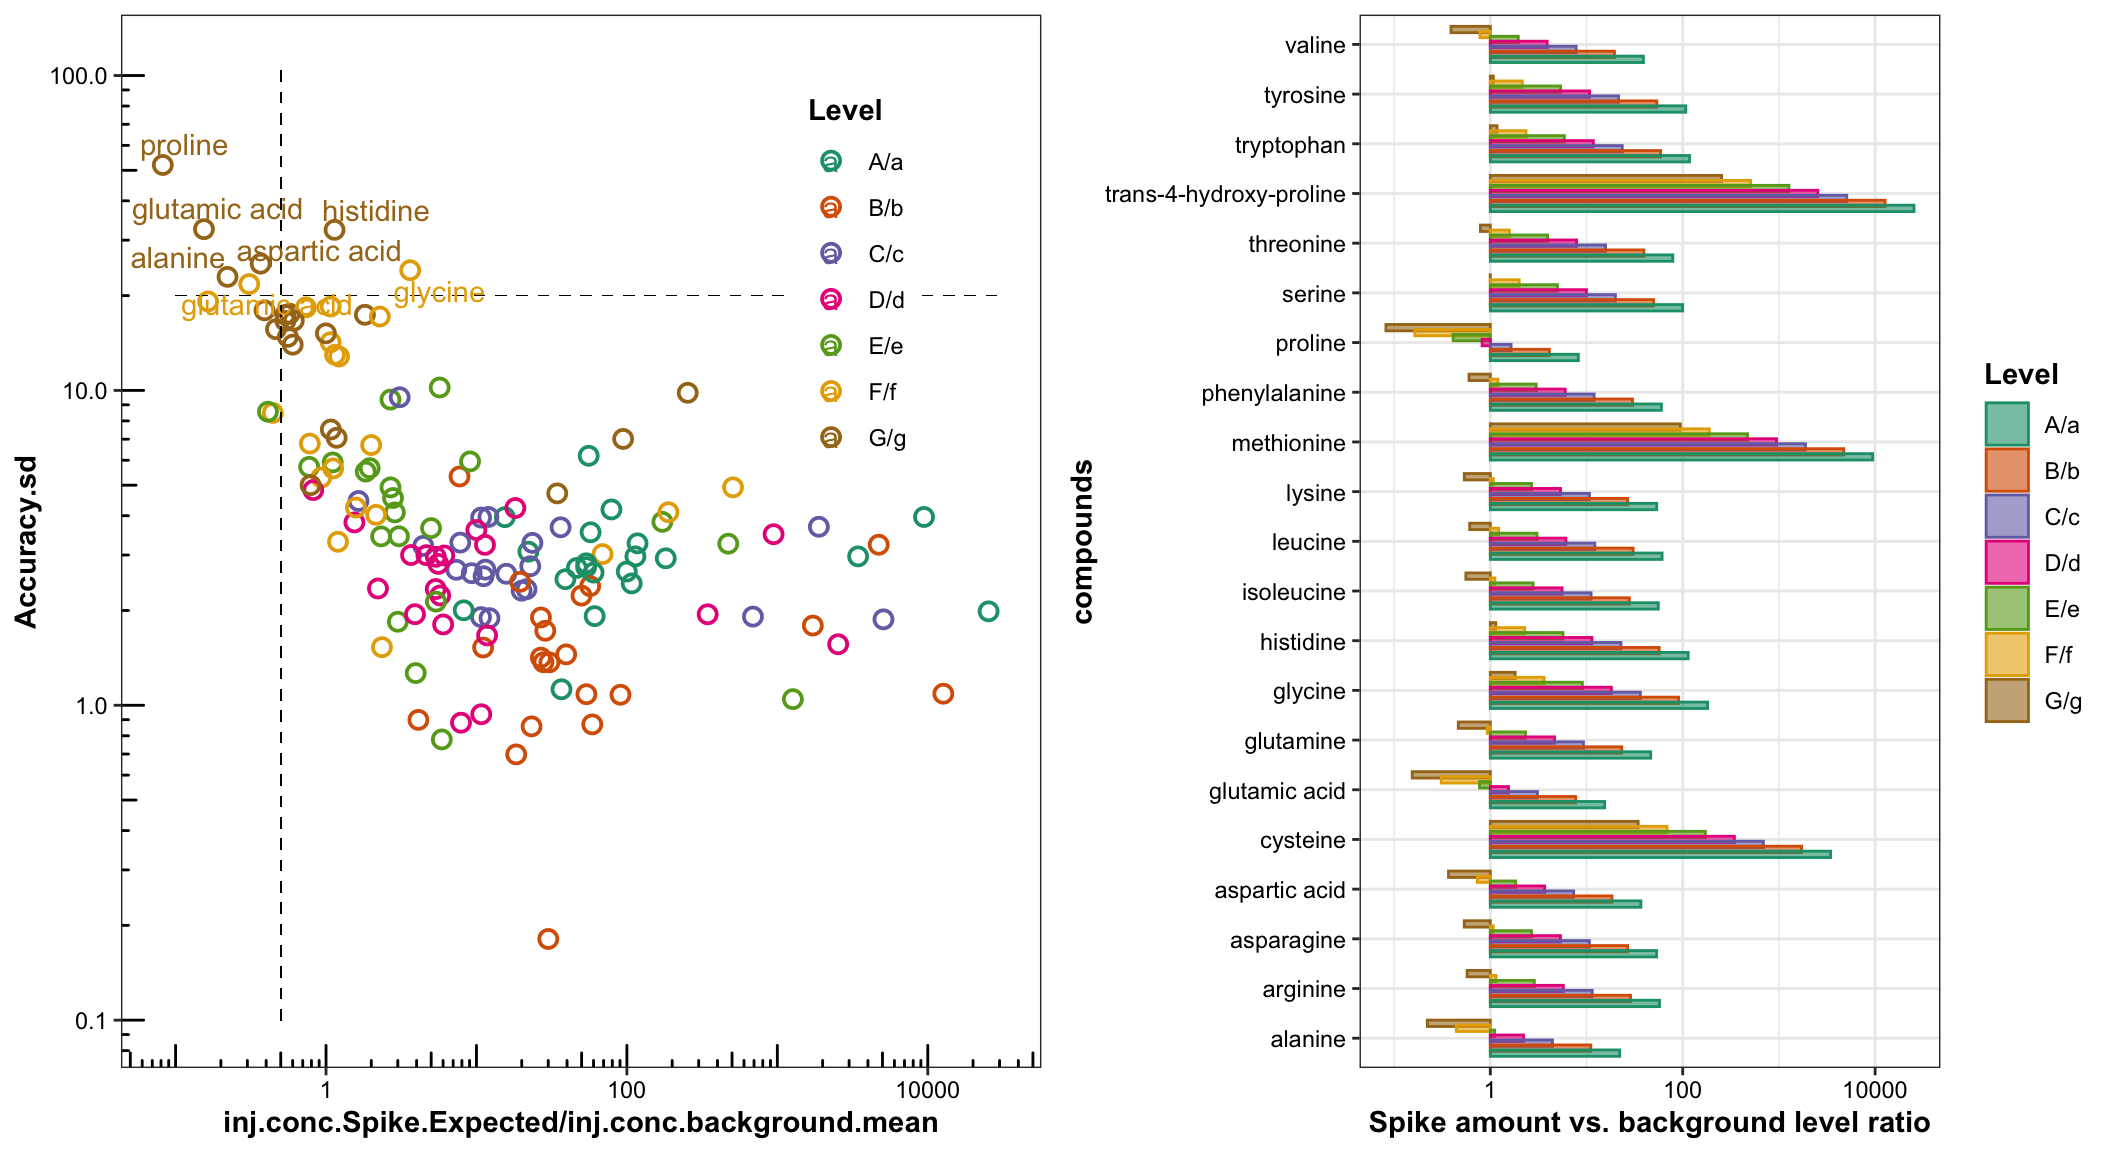 100.0
10.0
1.0
0.1
Accuracy.sd
proline
glutamic acid
histidine
alanine
aspartic acid
glutamic acid
glycine
Level
a A/a
a B/b
a C/c
a D/d
a E/e
a F/f
a G/g
1
100
10000
inj.conc.Spike.Expected/inj.conc.background.mean
compounds
valine
tyrosine
tryptophan
trans-4-hydroxy-proline
threonine
serine
proline
phenylalanine
methionine
lysine
leucine
isoleucine
histidine
glycine
glutamine
glutamic acid
cysteine
aspartic acid
asparagine
arginine
alanine
1
100
10000
Spike amount vs. background level ratio
Level
A/a
B/b
C/c
D/d
E/e
F/f
G/g